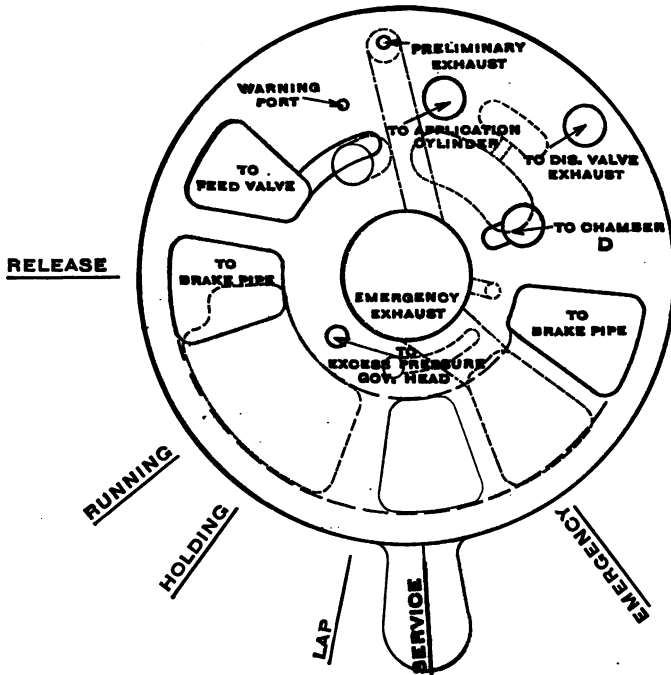 PRELIMINARY
EXHAUST
WARNING
PORT
TO APPLICATION
CYLINDER
TO DIS. VALVE
EXHAUST
TO
FEED VALVE
TO CHAMBER
D
RELEASE
TO
BRAKE PIPE
EMERGENCY
EXHAUST
TO
BRAKE PIPE
TO
EXCESS PRESSURE
GOV. HEAD
RUNNING
HOLDING
LAP
SERVICE
EMERGENCY